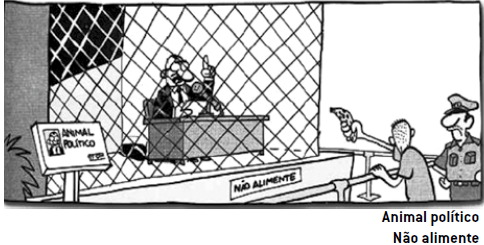 ANIMAL
POLÍTICO
NÃO ALIMENTE
Animal político
Não alimente